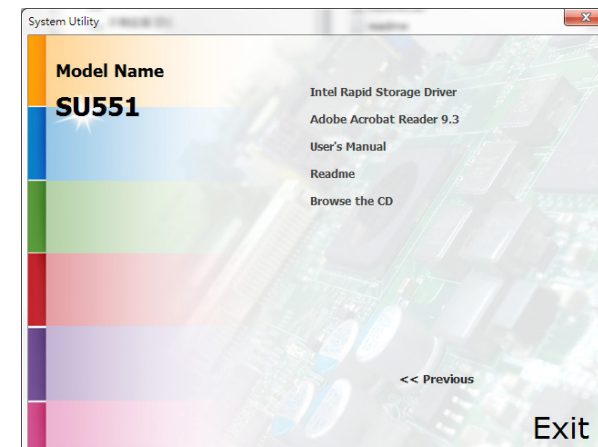 System Utility
Model Name
SU551
Intel Rapid Storage Driver
Adobe Acrobat Reader 9.3
User's Manual
Readme
Browse the CD
<< Previous
Exit